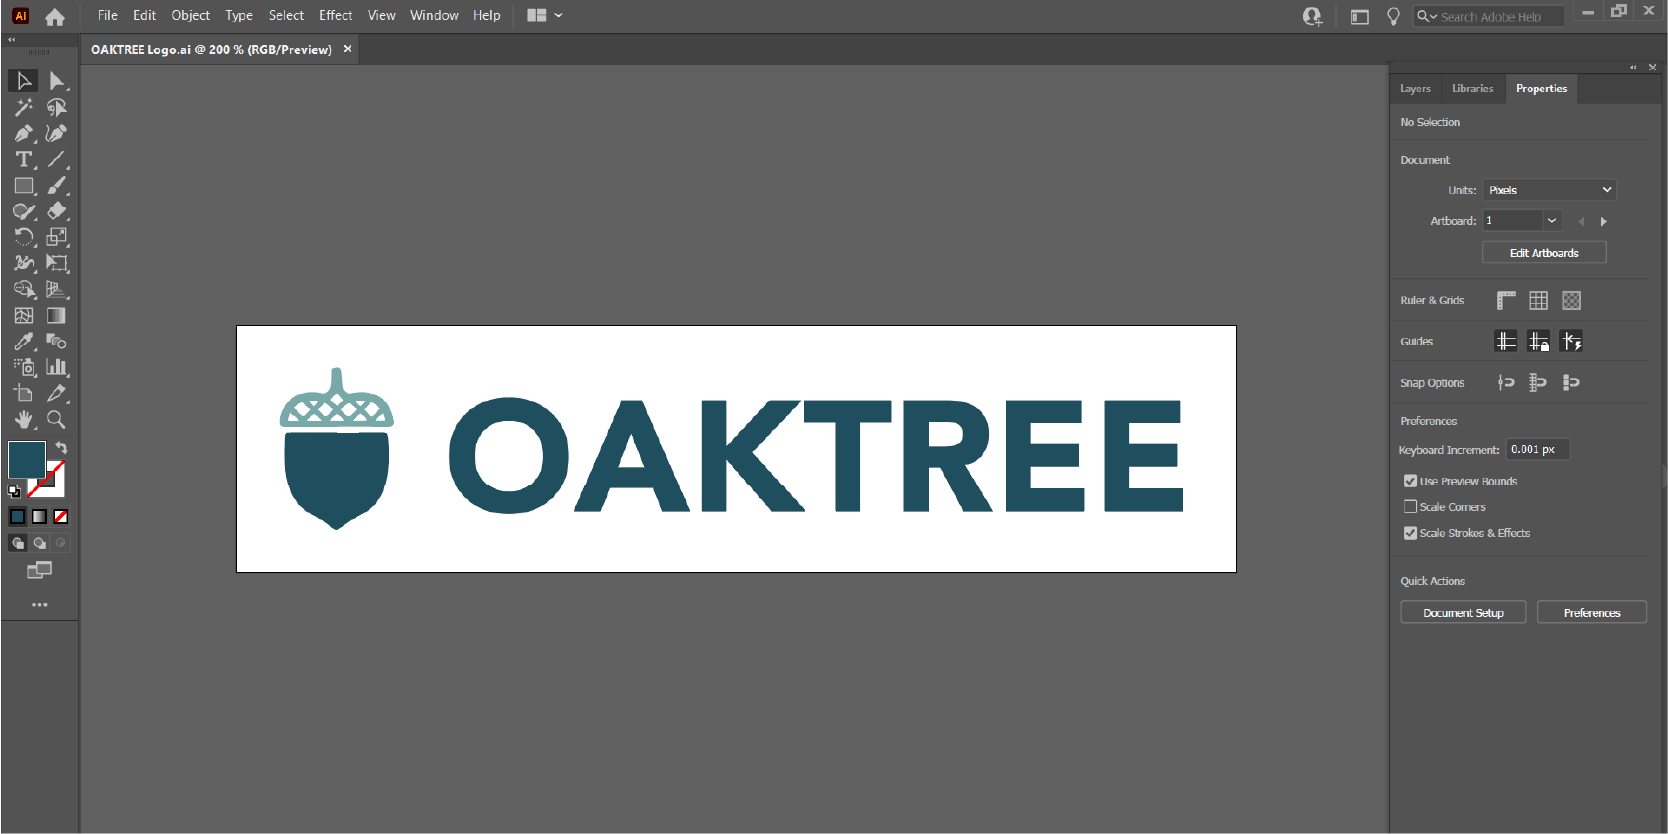 Ai File Edit Object Type Select Effect View Window Help Search Adobe Help
OAKTREE Logo.ai @ 200 % (RGB/Preview) ×
Layers Libraries Properties
No Selection
Document
Units: Pixels
Artboard: 1
Edit Artboards
Ruler & Grids
Guides
Snap Options
Preferences
Keyboard Increment: 0.001 px
Use Preview Bounds
Scale Corners
Scale Strokes & Effects
Quick Actions
Document Setup Preferences
OAKTREE